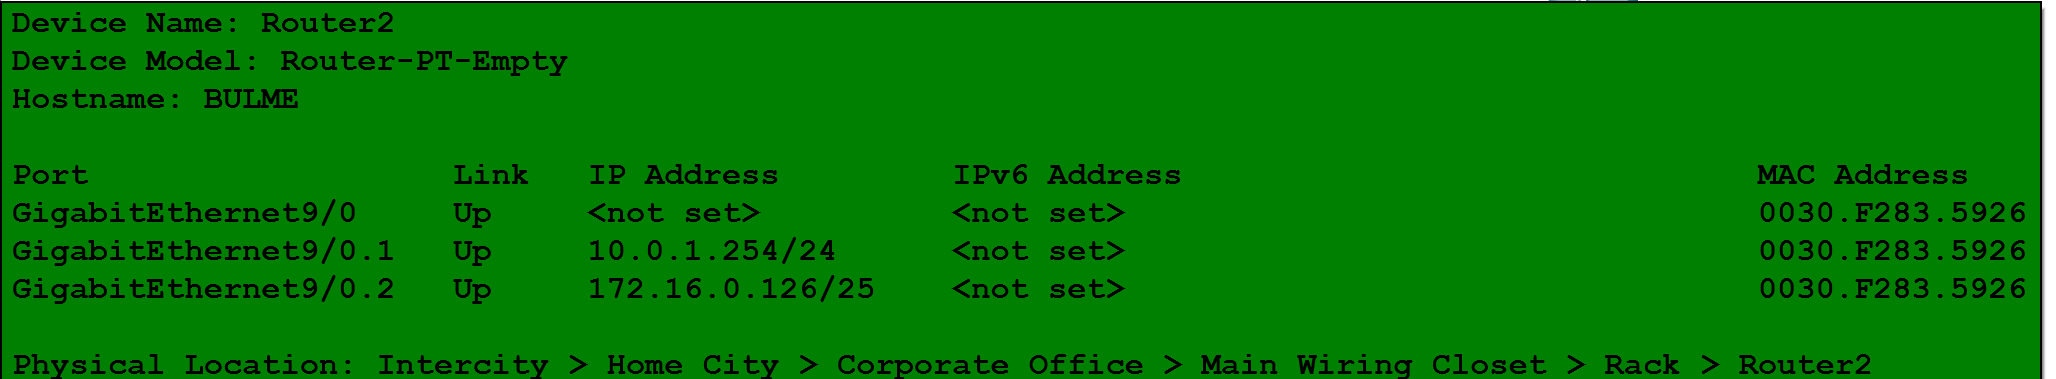 Device Name: Router2
Device Model: Router-PT-Empty
Hostname: BULME
Port Link IP Address IPv6 Address MAC Address
GigabitEthernet9/0 Up <not set> <not set> 0030.F283.5926
GigabitEthernet9/0.1 Up 10.0.1.254/24 <not set> 0030.F283.5926
GigabitEthernet9/0.2 Up 172.16.0.126/25 <not set> 0030.F283.5926
Physical Location: Intercity > Home City > Corporate Office > Main Wiring Closet > Rack > Router2